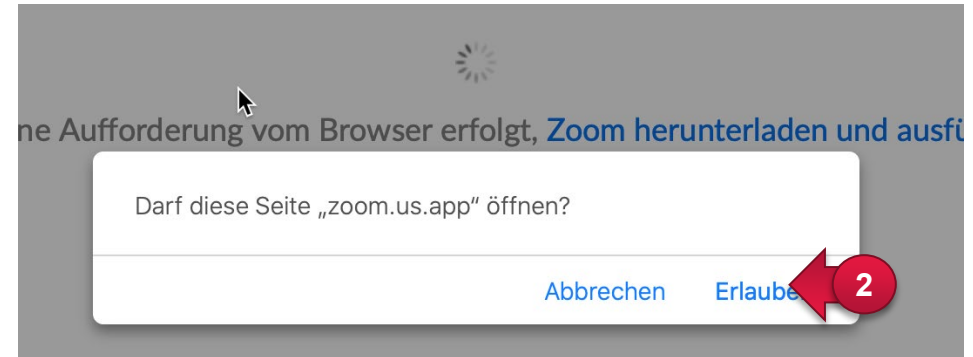 ne Aufforderung vom Browser erfolgt, Zoom herunterladen und ausfü
Darf diese Seite „zoom.us.app“ öffnen?
Abbrechen Erlaube
2